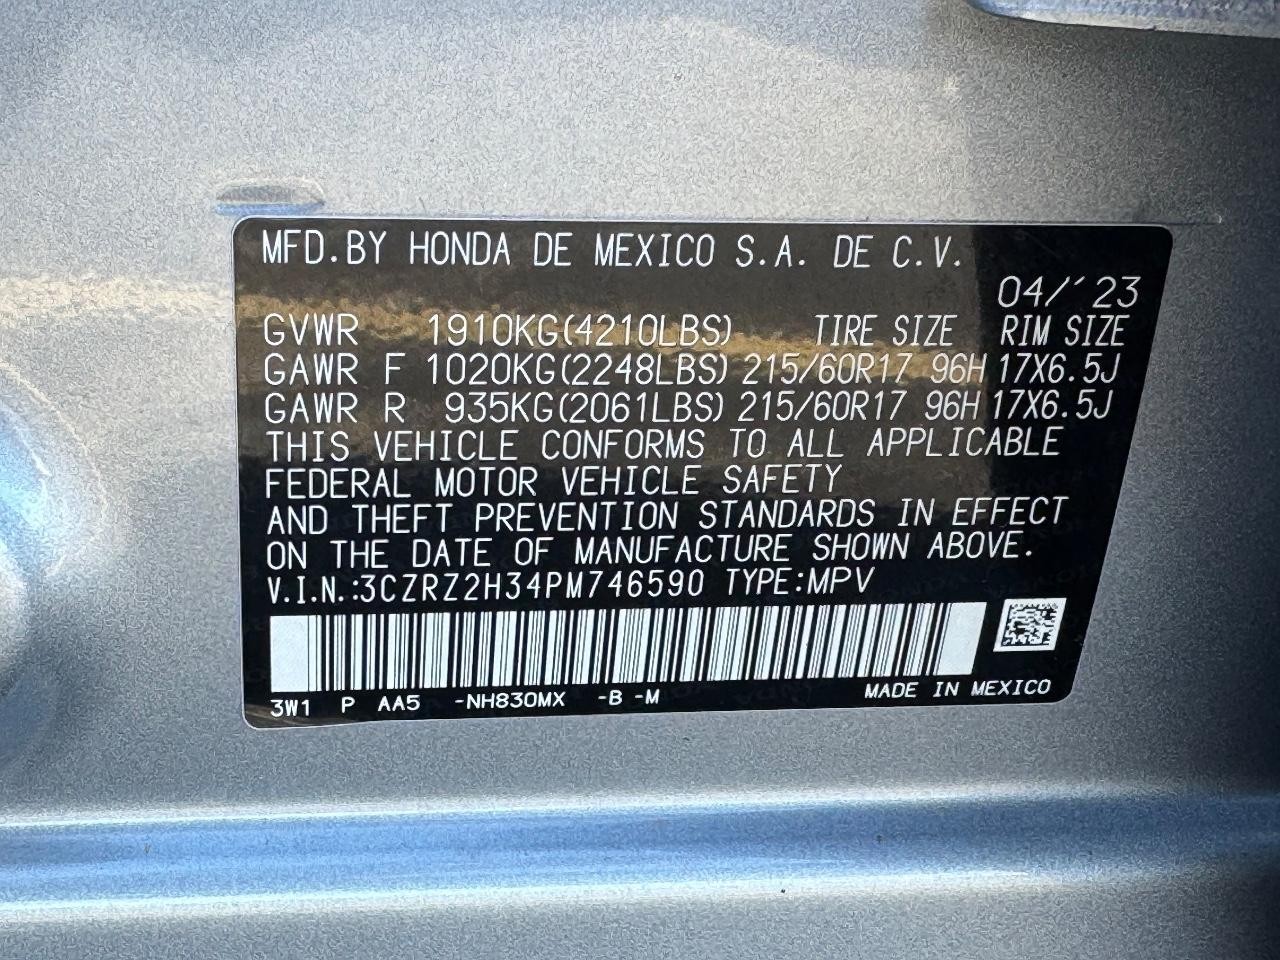 MFD.BY HONDA DE MEXICO S.A. DE C.V.
04/´23
GVWR 1910KG(4210LBS) TIRE SIZE RIM SIZE
GAWR F 1020KG(2248LBS) 215/60R17 96H 17X6.5J
GAWR R 935KG(2061LBS) 215/60R17 96H 17X6.5J
THIS VEHICLE CONFORMS TO ALL APPLICABLE
FEDERAL MOTOR VEHICLE SAFETY
AND THEFT PREVENTION STANDARDS IN EFFECT
ON THE DATE OF MANUFACTURE SHOWN ABOVE.
V.I.N.:3CZRZ2H34PM746590 TYPE:MPV
3W1 P AA5 -NH830MX -B -M MADE IN MEXICO